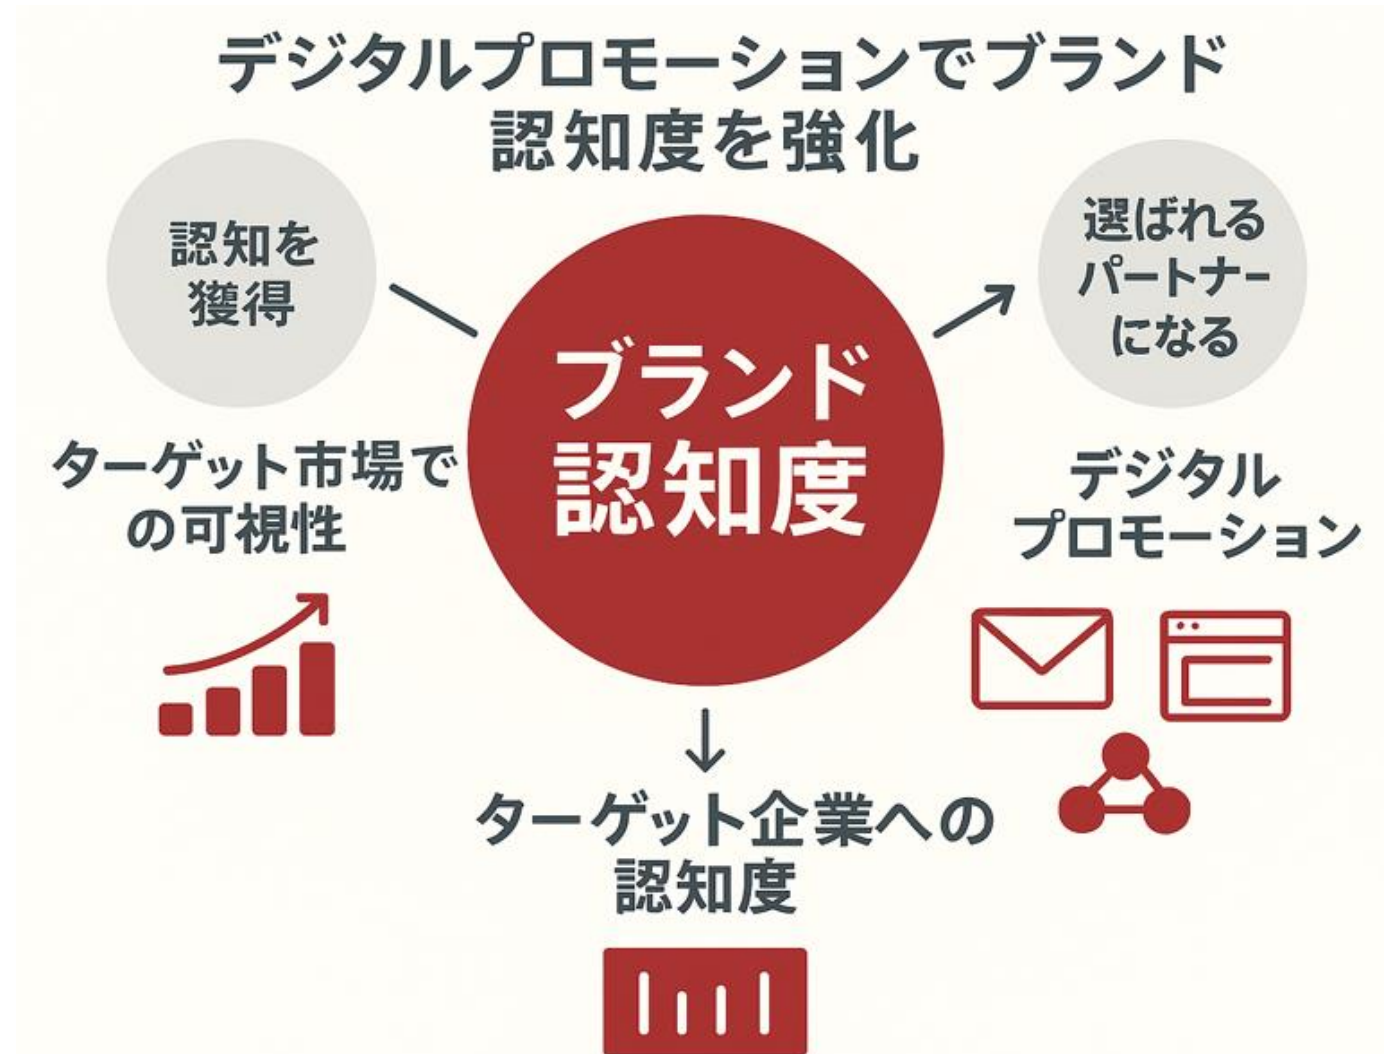 デジタルプロモーションでブランド
認知度を強化
認知を
獲得
選ばれる
パートナー
になる
ブランド
認知度
ターゲット市場で
の可視性
デジタル
プロモーション
ターゲット企業への
認知度